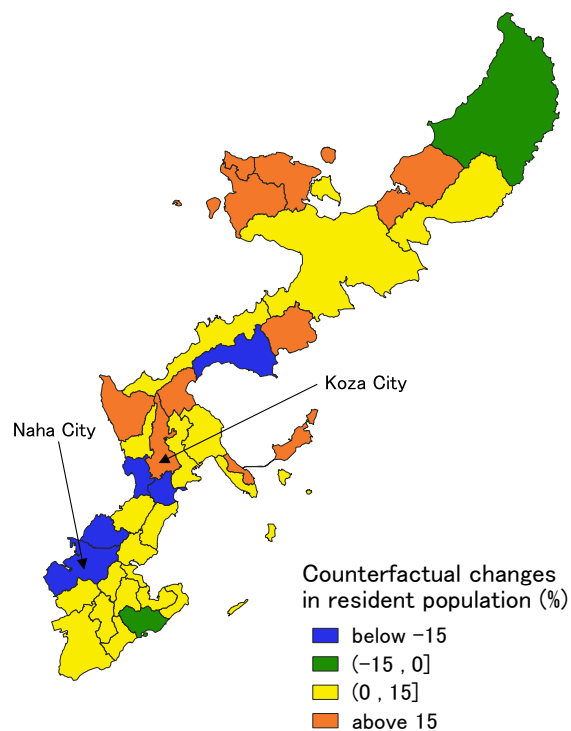 Koza City
Naha City
Counterfactual changes
in resident population (%)
below −15
(−15 , 0]
(0 , 15]
above 15